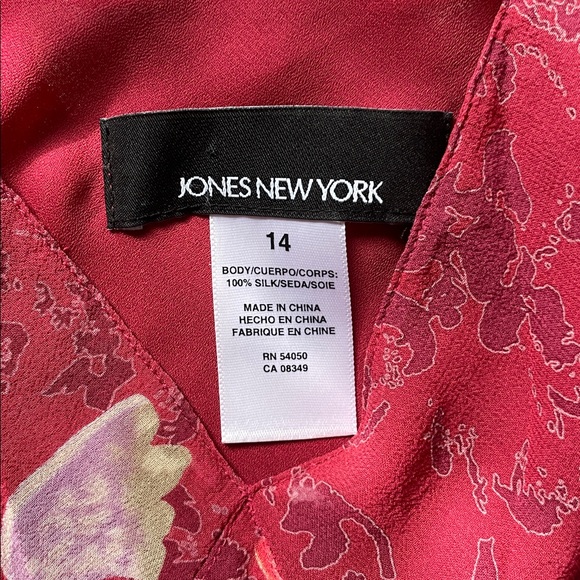 JONES NEW YORK
14
BODY/CUERPO/CORPS:
100% SILK/SEDA/SOIE
MADE IN CHINA
HECHO EN CHINA
FABRIQUE EN CHINE
RN 54050
CA 08349